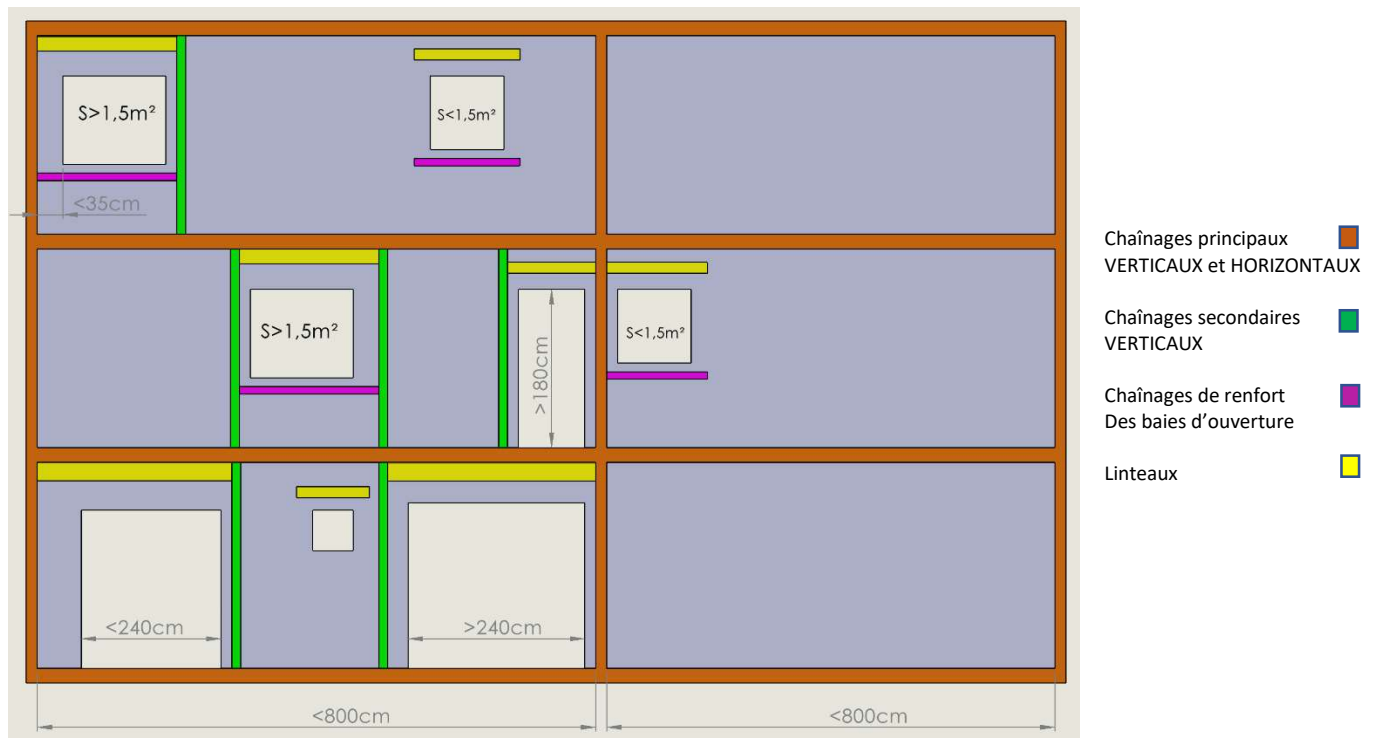 S>1,5m²
S<1,5m²
<35cm
S>1,5m²
>180cm
S<1,5m²
<240cm
>240cm
<800cm
<800cm
Chaînages principaux
VERTICAUX et HORIZONTAUX
Chaînages secondaires
VERTICAUX
Chaînages de renfort
Des baies d’ouverture
Linteaux